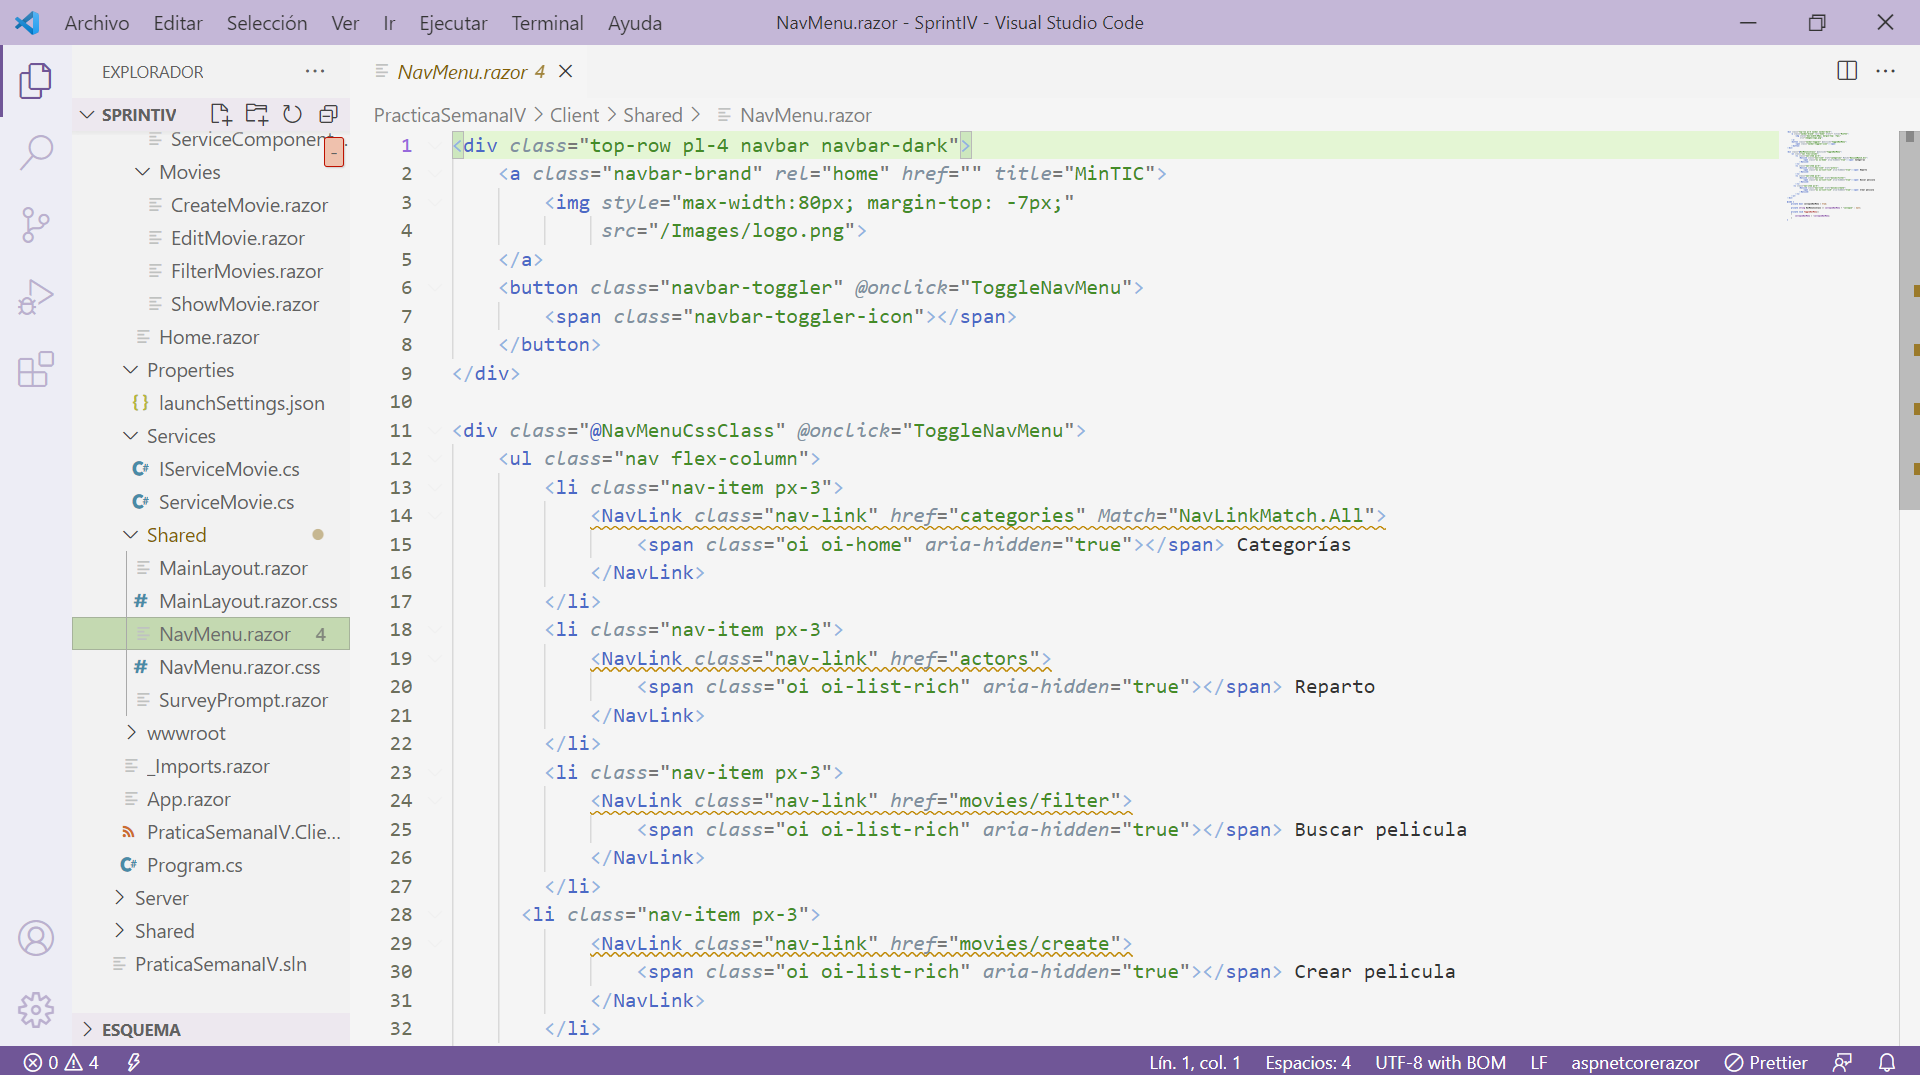 Archivo Editar Selección Ver Ir Ejecutar Terminal Ayuda
NavMenu.razor - SprintIV - Visual Studio Code
EXPLORADOR
SPRINTIV
ServiceComponent
Movies
CreateMovie.razor
EditMovie.razor
FilterMovies.razor
ShowMovie.razor
Home.razor
Properties
launchSettings.json
Services
IServiceMovie.cs
ServiceMovie.cs
Shared
MainLayout.razor
MainLayout.razor.css
NavMenu.razor 4
NavMenu.razor.css
SurveyPrompt.razor
wwwroot
_Imports.razor
App.razor
PraticaSemanaIV.Clie...
Program.cs
Server
Shared
PraticaSemanaIV.sln
ESQUEMA
NavMenu.razor 4
PracticaSemanaIV > Client > Shared > NavMenu.razor
1 <div class="top-row pl-4 navbar navbar-dark">
2 <a class="navbar-brand" rel="home" href="" title="MinTIC">
3 <img style="max-width:80px; margin-top: -7px;"
4 src="/Images/logo.png">
5 </a>
6 <button class="navbar-toggler" @onclick="ToggleNavMenu">
7 <span class="navbar-toggler-icon"></span>
8 </button>
9 </div>
10
11 <div class="@NavMenuCssClass" @onclick="ToggleNavMenu">
12 <ul class="nav flex-column">
13 <li class="nav-item px-3">
14 <NavLink class="nav-link" href="categories" Match="NavLinkMatch.All">
15 <span class="oi oi-home" aria-hidden="true"></span> Categorías
16 </NavLink>
17 </li>
18 <li class="nav-item px-3">
19 <NavLink class="nav-link" href="actors">
20 <span class="oi oi-list-rich" aria-hidden="true"></span> Reparto
21 </NavLink>
22 </li>
23 <li class="nav-item px-3">
24 <NavLink class="nav-link" href="movies/filter">
25 <span class="oi oi-list-rich" aria-hidden="true"></span> Buscar pelicula
26 </NavLink>
27 </li>
28 <li class="nav-item px-3">
29 <NavLink class="nav-link" href="movies/create">
30 <span class="oi oi-list-rich" aria-hidden="true"></span> Crear pelicula
31 </NavLink>
32 </li>
0 4
Lín. 1, col. 1 Espacios: 4 UTF-8 with BOM LF aspnetcorerazor Prettier